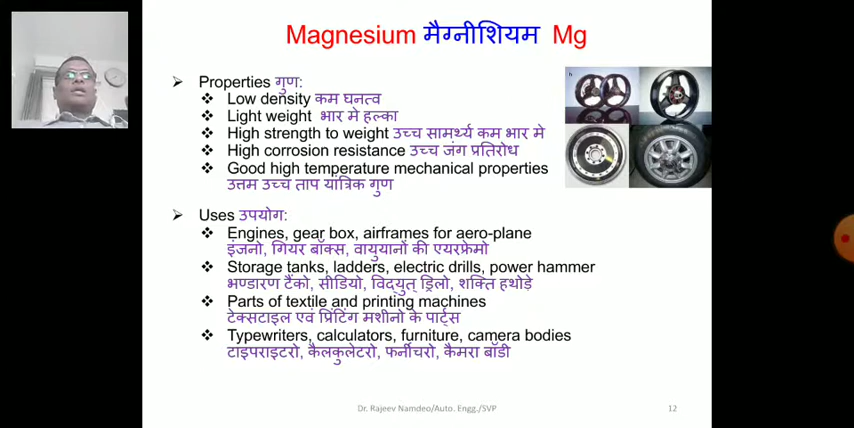 Magnesium मैग्नीशियम Mg
Properties गुण:
Low density कम घनत्व
Light weight भार मे हल्का
High strength to weight उच्च सामर्थ्य कम भार मे
High corrosion resistance उच्च जंग प्रतिरोध
Good high temperature mechanical properties
उत्तम उच्च ताप यांत्रिक गुण
Uses उपयोग:
Engines, gear box, airframes for aero-plane
इंजनो, गियर बॉक्स, वायुयानों की एयरफ्रेमो
Storage tanks, ladders, electric drills, power hammer
भण्डारण टैंको, सीडियो, विद्युत् ड्रिलो, शक्ति हथोड़े
Parts of textile and printing machines
टेक्सटाइल एवं प्रिंटिंग मशीनो के पार्ट्स
Typewriters, calculators, furniture, camera bodies
टाइपराइटरो, कैलकुलेटरो, फर्नीचरो, कैमरा बॉडी
Dr. Rajeev Namdeo/Auto. Engg./SVP
12